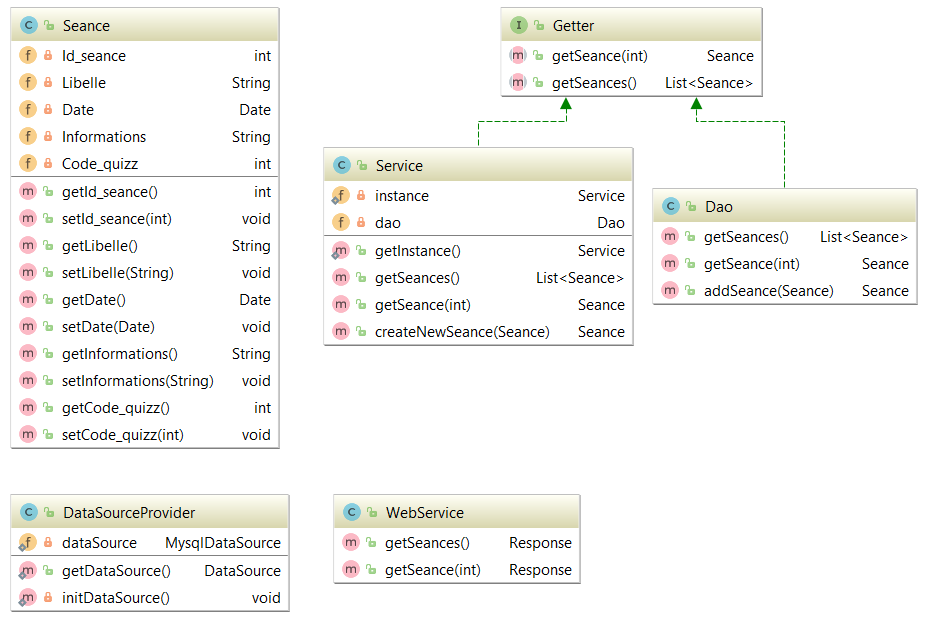 Seance
Id_seance int
Libelle String
Date Date
Informations String
Code_quizz int
getId_seance() int
setId_seance(int) void
getLibelle() String
setLibelle(String) void
getDate() Date
setDate(Date) void
getInformations() String
setInformations(String) void
getCode_quizz() int
setCode_quizz(int) void
Getter
getSeance(int) Seance
getSeances() List<Seance>
Service
instance Service
dao Dao
getInstance() Service
getSeances() List<Seance>
getSeance(int) Seance
createNewSeance(Seance) Seance
Dao
getSeances() List<Seance>
getSeance(int) Seance
addSeance(Seance) Seance
DataSourceProvider
dataSource MysqlDataSource
getDataSource() DataSource
initDataSource() void
WebService
getSeances() Response
getSeance(int) Response